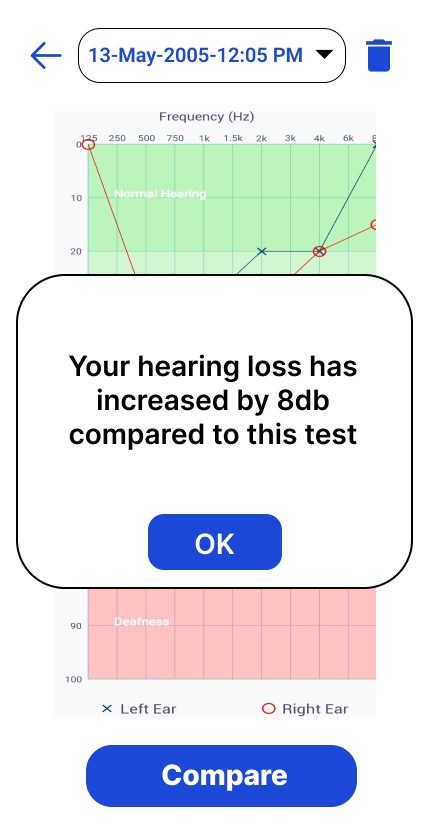 13-May-2005-12:05 PM
Frequency (Hz)
125 250 500 750 1k 1.5k 2k 3k 4k 6k
0
10
Normal Hearing
20
Your hearing loss has
increased by 8db
compared to this test
OK
Deafness
90
100
Left Ear Right Ear
Compare